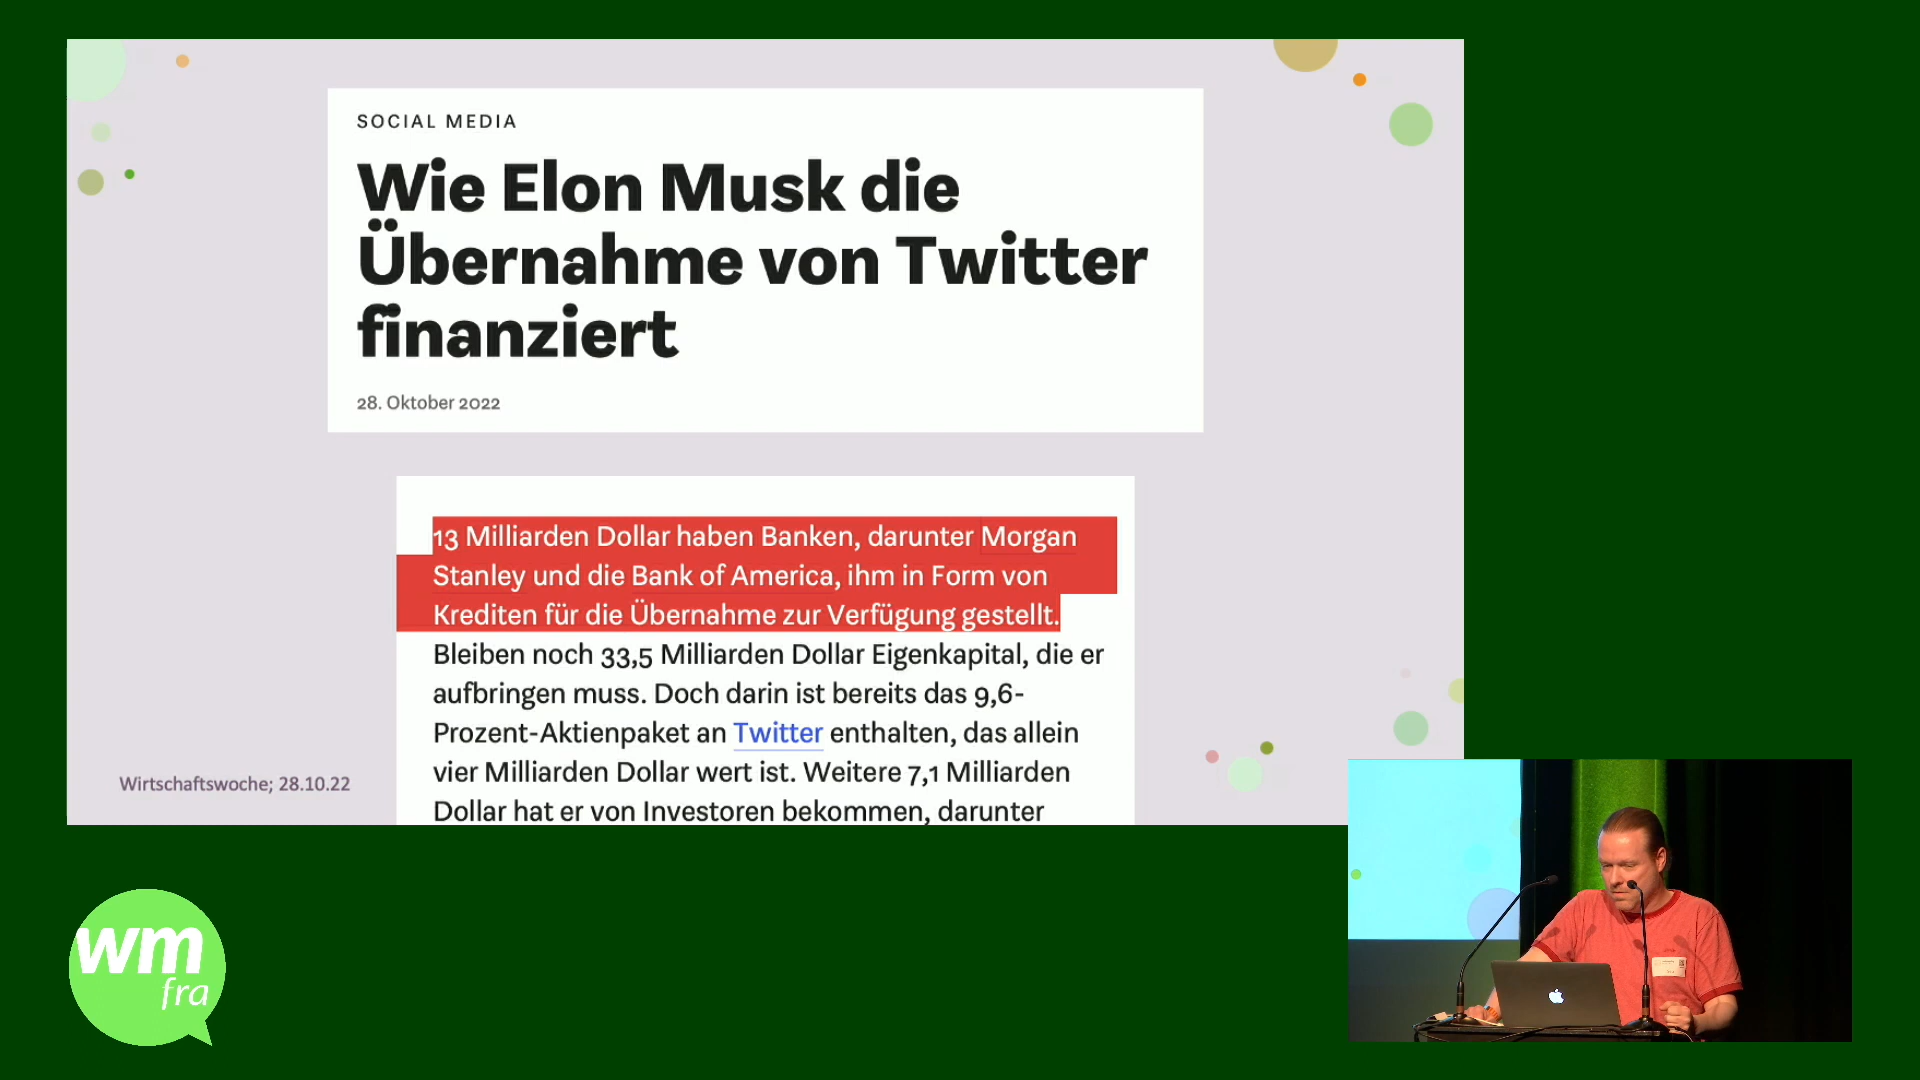 SOCIAL MEDIA
Wie Elon Musk die
Übernahme von Twitter
finanziert
28. Oktober 2022
13 Milliarden Dollar haben Banken, darunter Morgan
Stanley und die Bank of America, ihm in Form von
Krediten für die Übernahme zur Verfügung gestellt.
Bleiben noch 33,5 Milliarden Dollar Eigenkapital, die er
aufbringen muss. Doch darin ist bereits das 9,6-
Prozent-Aktienpaket an Twitter enthalten, das allein
vier Milliarden Dollar wert ist. Weitere 7,1 Milliarden
Dollar hat er von Investoren bekommen, darunter
Wirtschaftswoche; 28.10.22
wm
fra